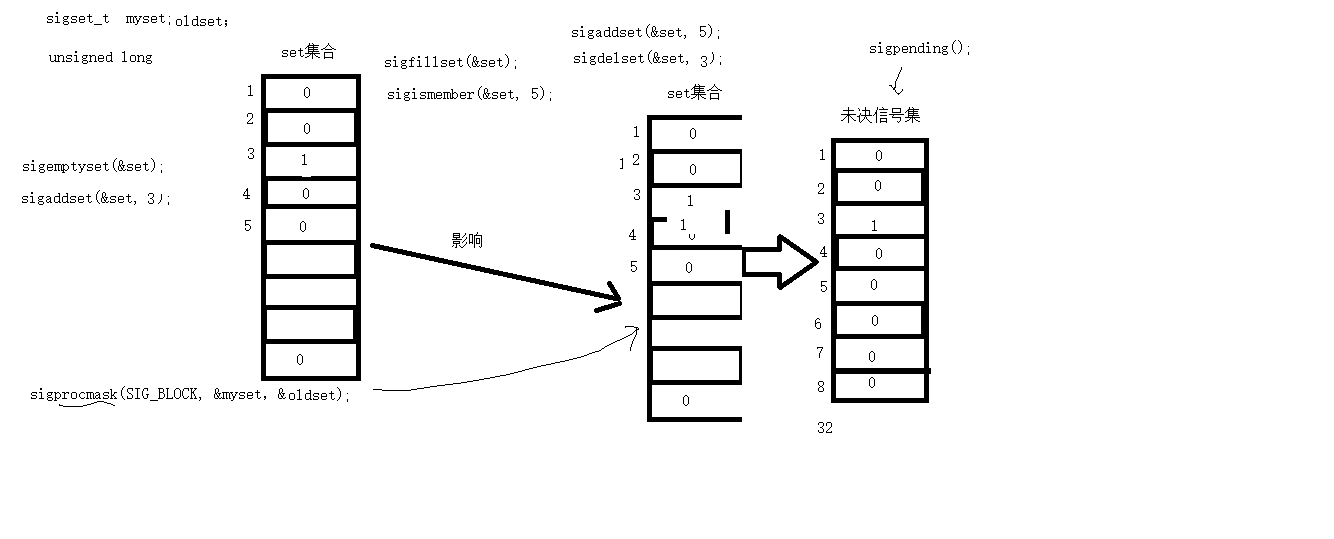 sigset_t  myset; oldset;
unsigned long
set集合
1 0
2 0
3 1
4 0
5 0
0
sigemptyset(&set);
sigaddset(&set, 3);
sigprocmask(SIG_BLOCK, &myset, &oldset);
sigfillset(&set);
sigismember(&set, 5);
影响
sigaddset(&set, 5);
sigdelset(&set, 3);
set集合
1 0
1 2 0
3 1
4 1 0
5 0
0
sigpending();
未决信号集
1 0
2 0
3 1
4 0
5 0
6 0
7 0
8 0
32